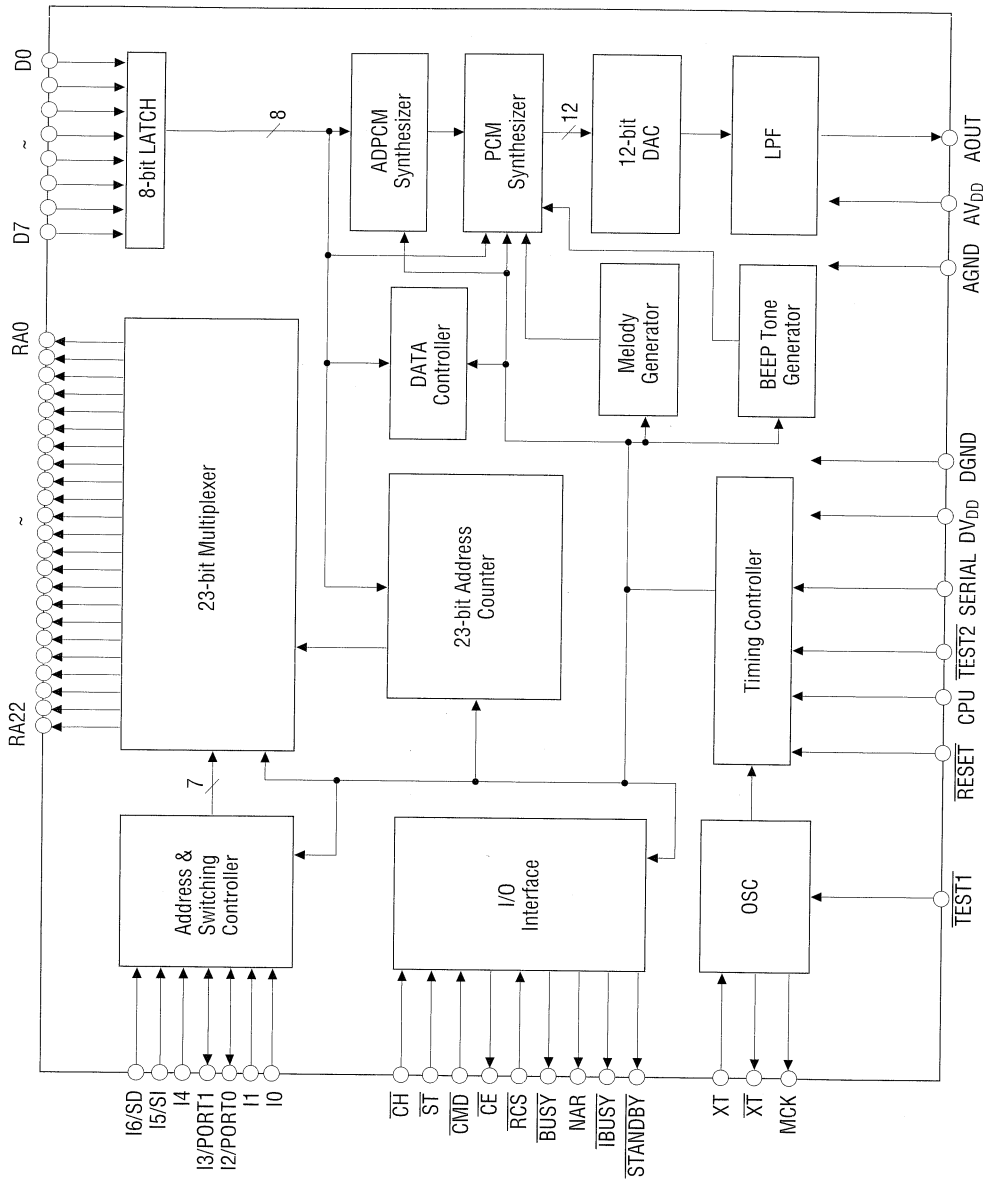 D0
~
D7
8-bit LATCH
8
ADPCM
Synthesizer
PCM
Synthesizer
12
12-bit
DAC
LPF
AOUT
AVDD
AGND
RA0
~
RA22
23-bit Multiplexer
DATA
Controller
Melody
Generator
BEEP Tone
Generator
23-bit Address
Counter
Timing Controller
DGND
DVDD
SERIAL
TEST2
CPU
RESET
7
Address &
Switching
Controller
I/O
Interface
OSC
TEST1
I6/SD
I5/SI
I4
I3/PORT1
I2/PORT0
I1
I0
CH
ST
CMD
CE
RCS
BUSY
NAR
IBUSY
STANDBY
XT
XT
MCK